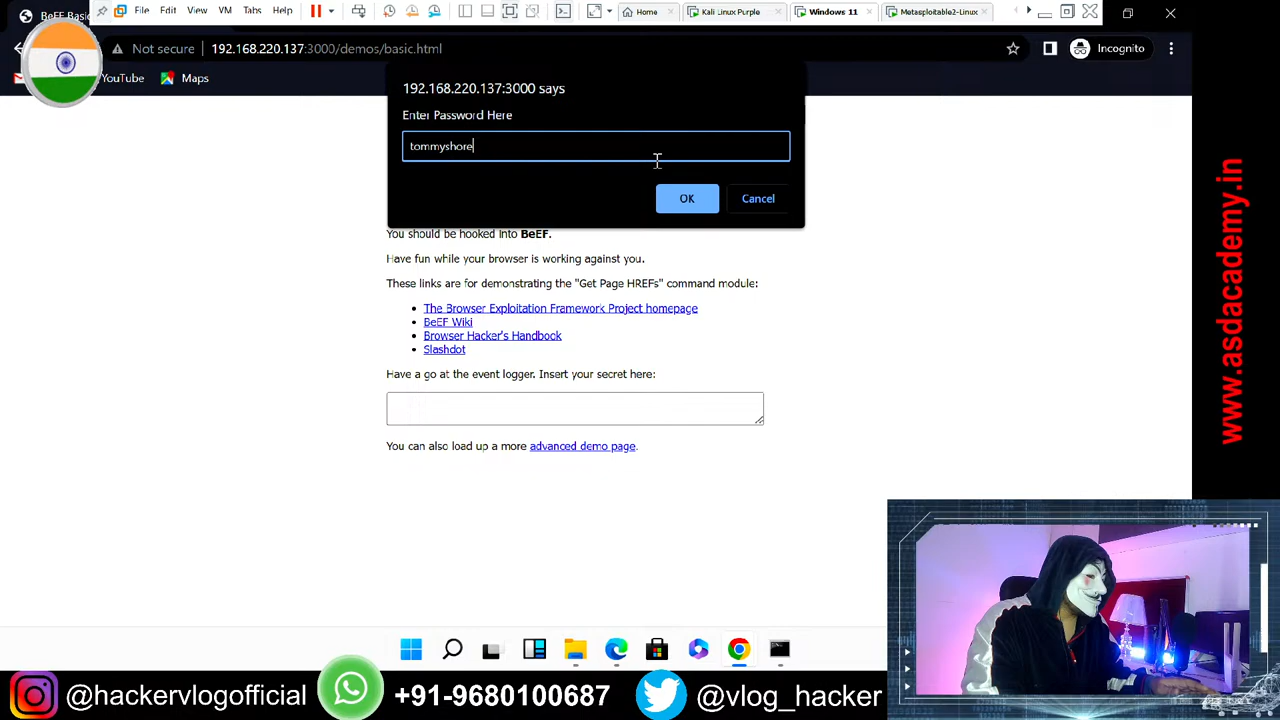 BeEF Basic
File Edit View VM Tabs Help
Home
Kali Linux Purple
Windows 11
Metasploitable2-Linux
Not secure 192.168.220.137:3000/demos/basic.html
Incognito
YouTube
Maps
192.168.220.137:3000 says
Enter Password Here
tommyshore
OK
Cancel
You should be hooked into BeEF.
Have fun while your browser is working against you.
These links are for demonstrating the "Get Page HREFs" command module:
The Browser Exploitation Framework Project homepage
BeEF Wiki
Browser Hacker's Handbook
Slashdot
Have a go at the event logger. Insert your secret here:
You can also load up a more advanced demo page.
www.asdacademy.in
@hackervlogofficial
+91-9680100687
@vlog_hacker